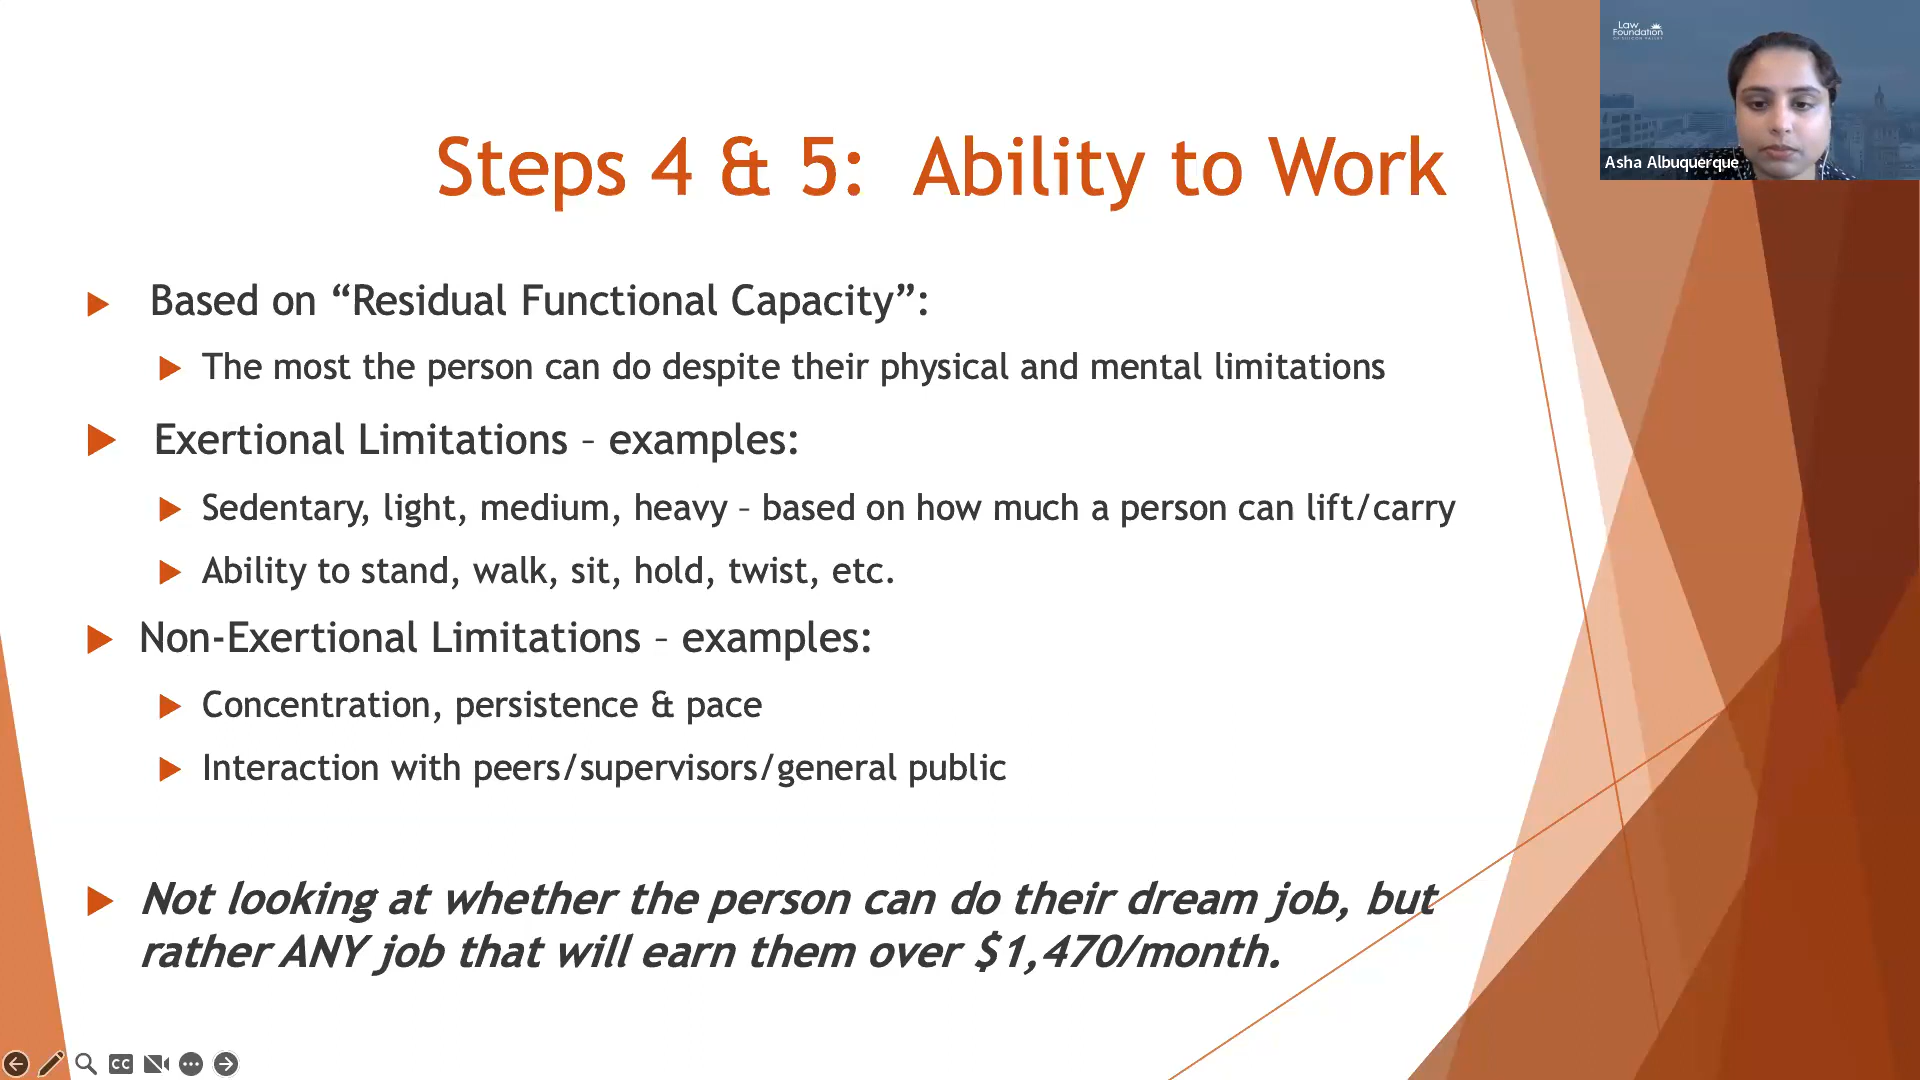 Law
Foundation
OF SILICON VALLEY
Asha Albuquerque
Steps 4 & 5:  Ability to Work
Based on “Residual Functional Capacity”:
The most the person can do despite their physical and mental limitations
Exertional Limitations – examples:
Sedentary, light, medium, heavy – based on how much a person can lift/carry
Ability to stand, walk, sit, hold, twist, etc.
Non-Exertional Limitations – examples:
Concentration, persistence & pace
Interaction with peers/supervisors/general public
Not looking at whether the person can do their dream job, but
rather ANY job that will earn them over $1,470/month.
CC